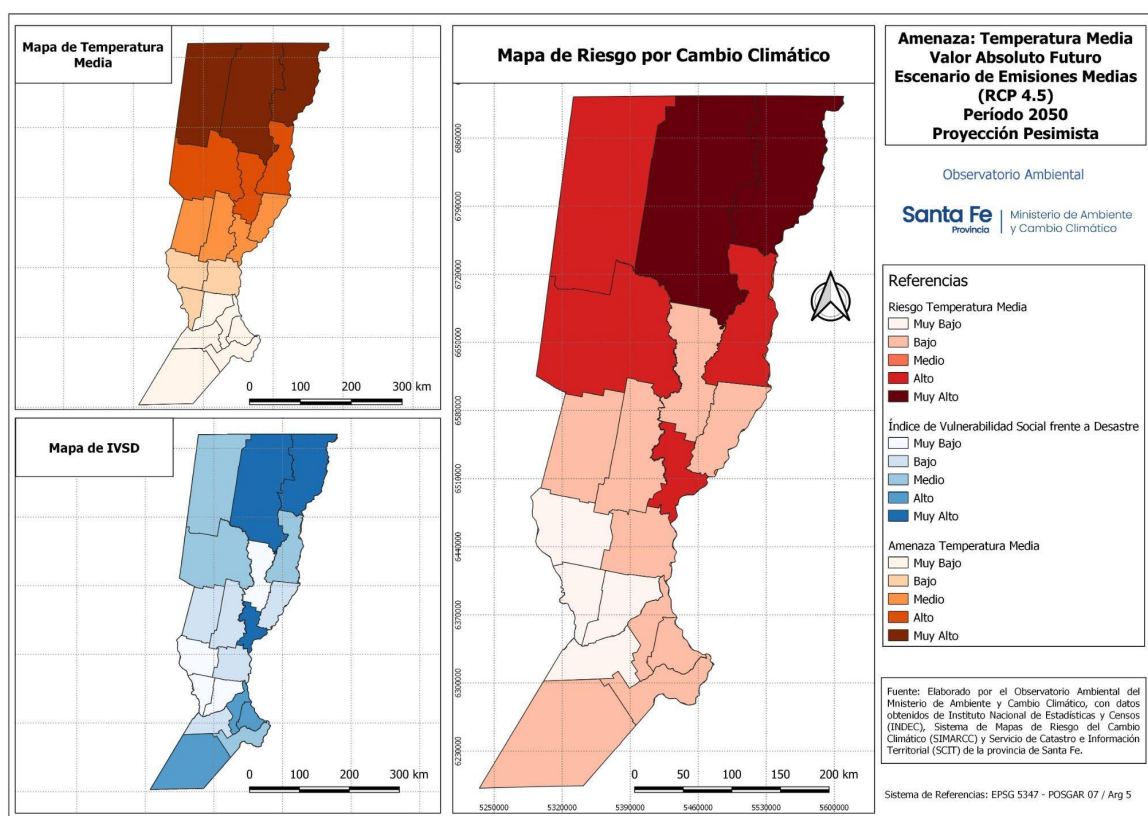 Mapa de Temperatura
Media
0 100 200 300 km
Mapa de IVSD
0 100 200 300 km
Mapa de Riesgo por Cambio Climático
6860000
6790000
6720000
6650000
6580000
6510000
6440000
6370000
6300000
6230000
0 50 100 150 200 km
5250000 5320000 5390000 5460000 5530000 5600000
Amenaza: Temperatura Media
Valor Absoluto Futuro
Escenario de Emisiones Medias
(RCP 4.5)
Período 2050
Proyección Pesimista
Observatorio Ambiental
Santa Fe
Provincia
Ministerio de Ambiente
y Cambio Climático
Referencias
Riesgo Temperatura Media
Muy Bajo
Bajo
Medio
Alto
Muy Alto
Índice de Vulnerabilidad Social frente a Desastre
Muy Bajo
Bajo
Medio
Alto
Muy Alto
Amenaza Temperatura Media
Muy Bajo
Bajo
Medio
Alto
Muy Alto
Fuente: Elaborado por el Observatorio Ambiental del
Mnisterio de Ambiente y Cambio Climático, con datos
obtenidos de Instituto Nacional de Estadísticas y Censos
(INDEC), Sistema de Mapas de Riesgo del Cambio
Climático (SIMARCC) y Servicio de Catastro e Información
Territorial (SCIT) de la provincia de Santa Fe.
Sistema de Referencias: EPSG 5347 - POSGAR 07 / Arg 5